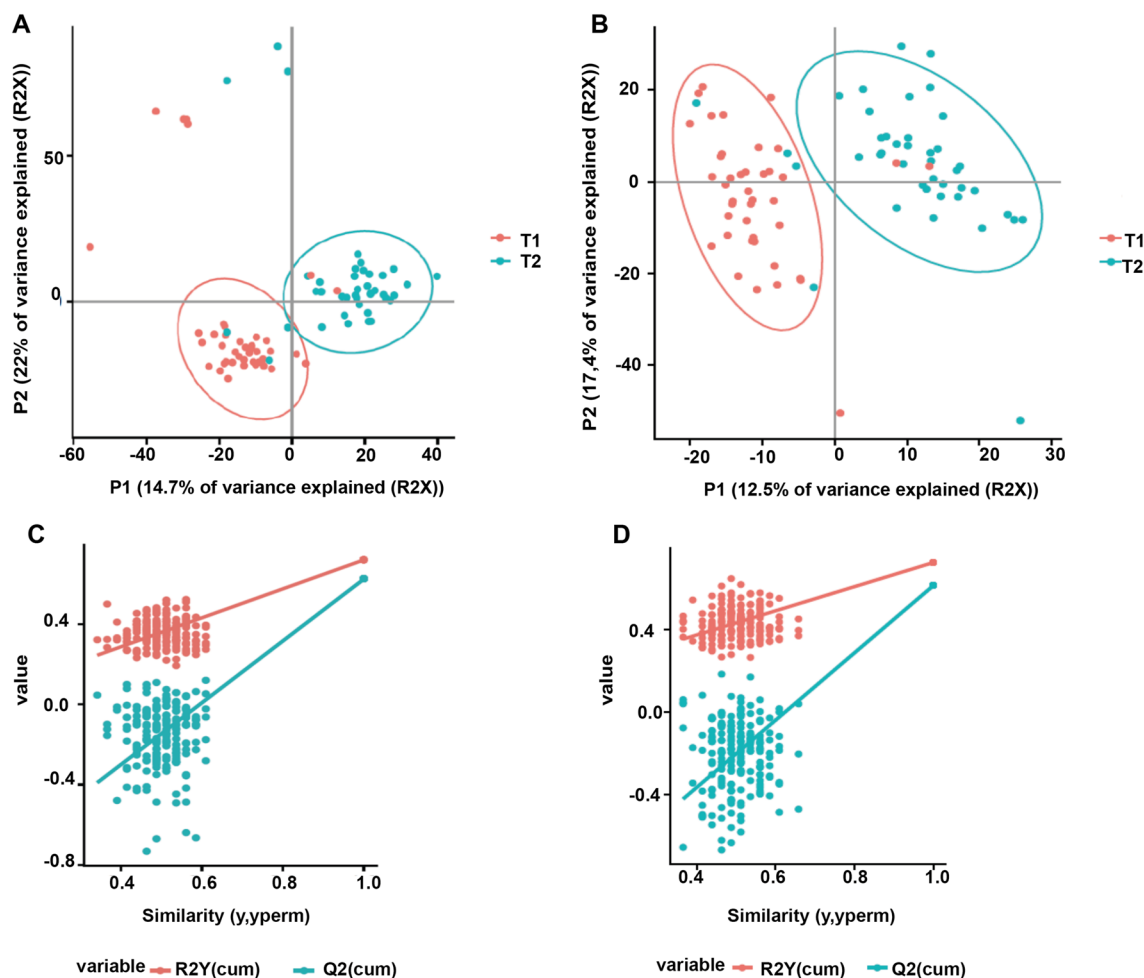 A
P2 (22% of variance explained (R2X))
50
0
-60 -40 -20 0 20 40
P1 (14.7% of variance explained (R2X))
T1
T2
B
P2 (17,4% of variance explained (R2X))
20
0
-20
-40
-20 -10 0 10 20 30
P1 (12.5% of variance explained (R2X))
T1
T2
C
value
0.4
0.0
-0.4
-0.8
0.4 0.6 0.8 1.0
Similarity (y,yperm)
variable R2Y(cum) Q2(cum)
D
value
0.4
0.0
-0.4
0.4 0.6 0.8 1.0
Similarity (y,yperm)
variable R2Y(cum) Q2(cum)